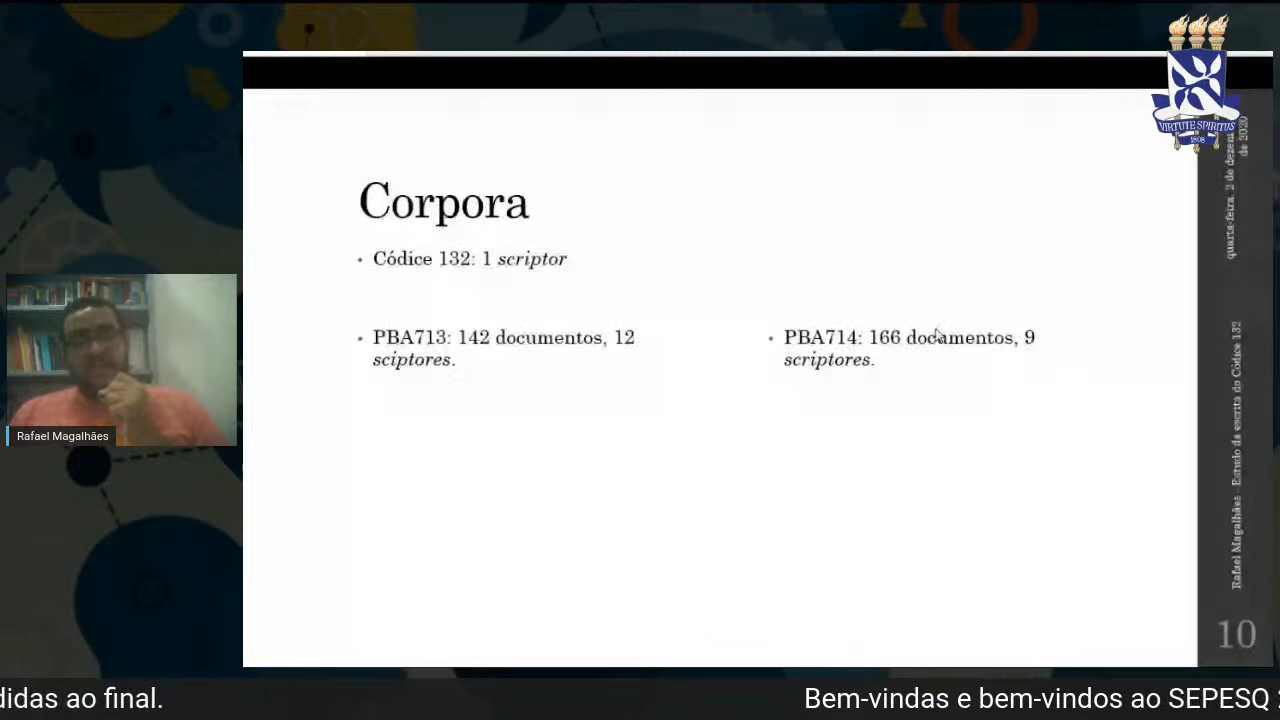 Corpora
• Códice 132: 1 scriptor
• PBA713: 142 documentos, 12
sciptores.
• PBA714: 166 documentos, 9
scriptores.
quarta-feira, 2 de
de 2020
Rafael Magalhães - Estudo da escrita do Códice 132
10
VIRTUTE SPIRITUS
1808
Rafael Magalhães
didas ao final.
Bem-vindas e bem-vindos ao SEPESQ